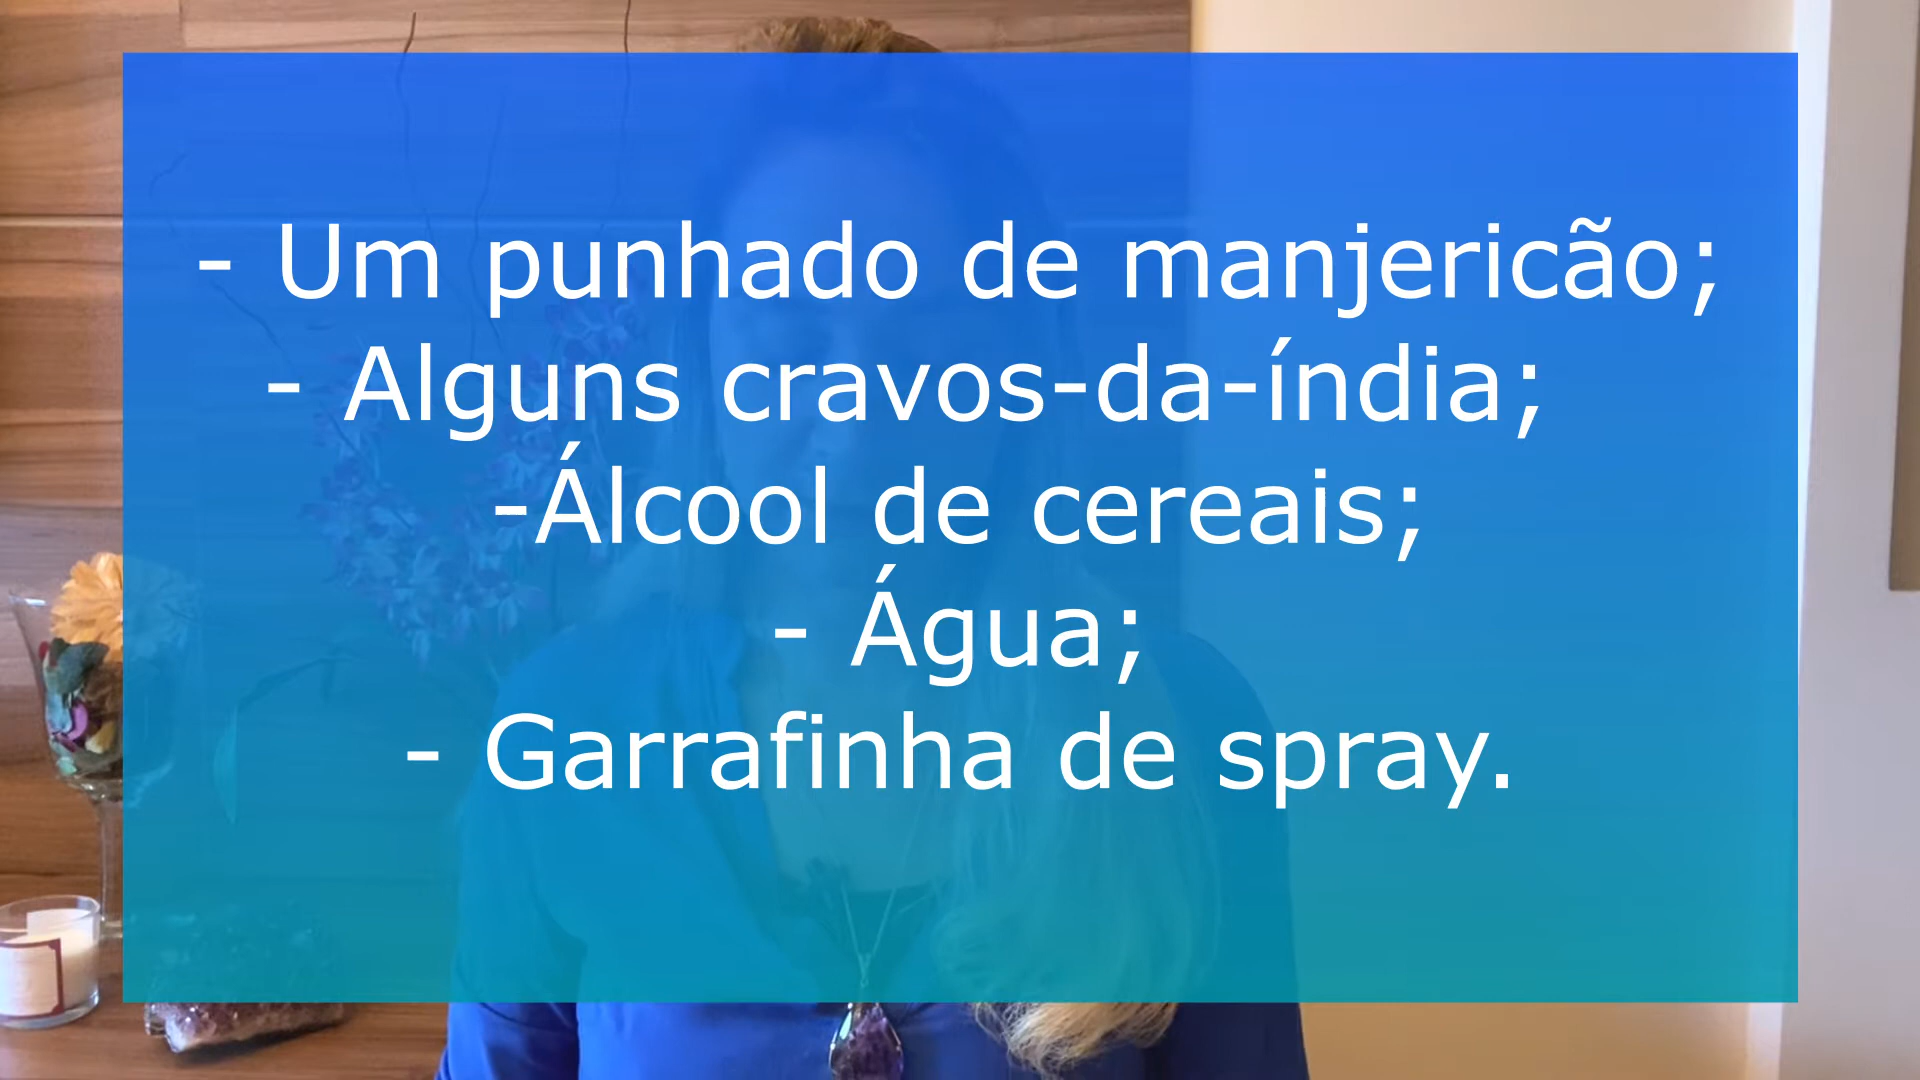 - Um punhado de manjericão;
- Alguns cravos-da-índia;
-Álcool de cereais;
- Água;
- Garrafinha de spray.